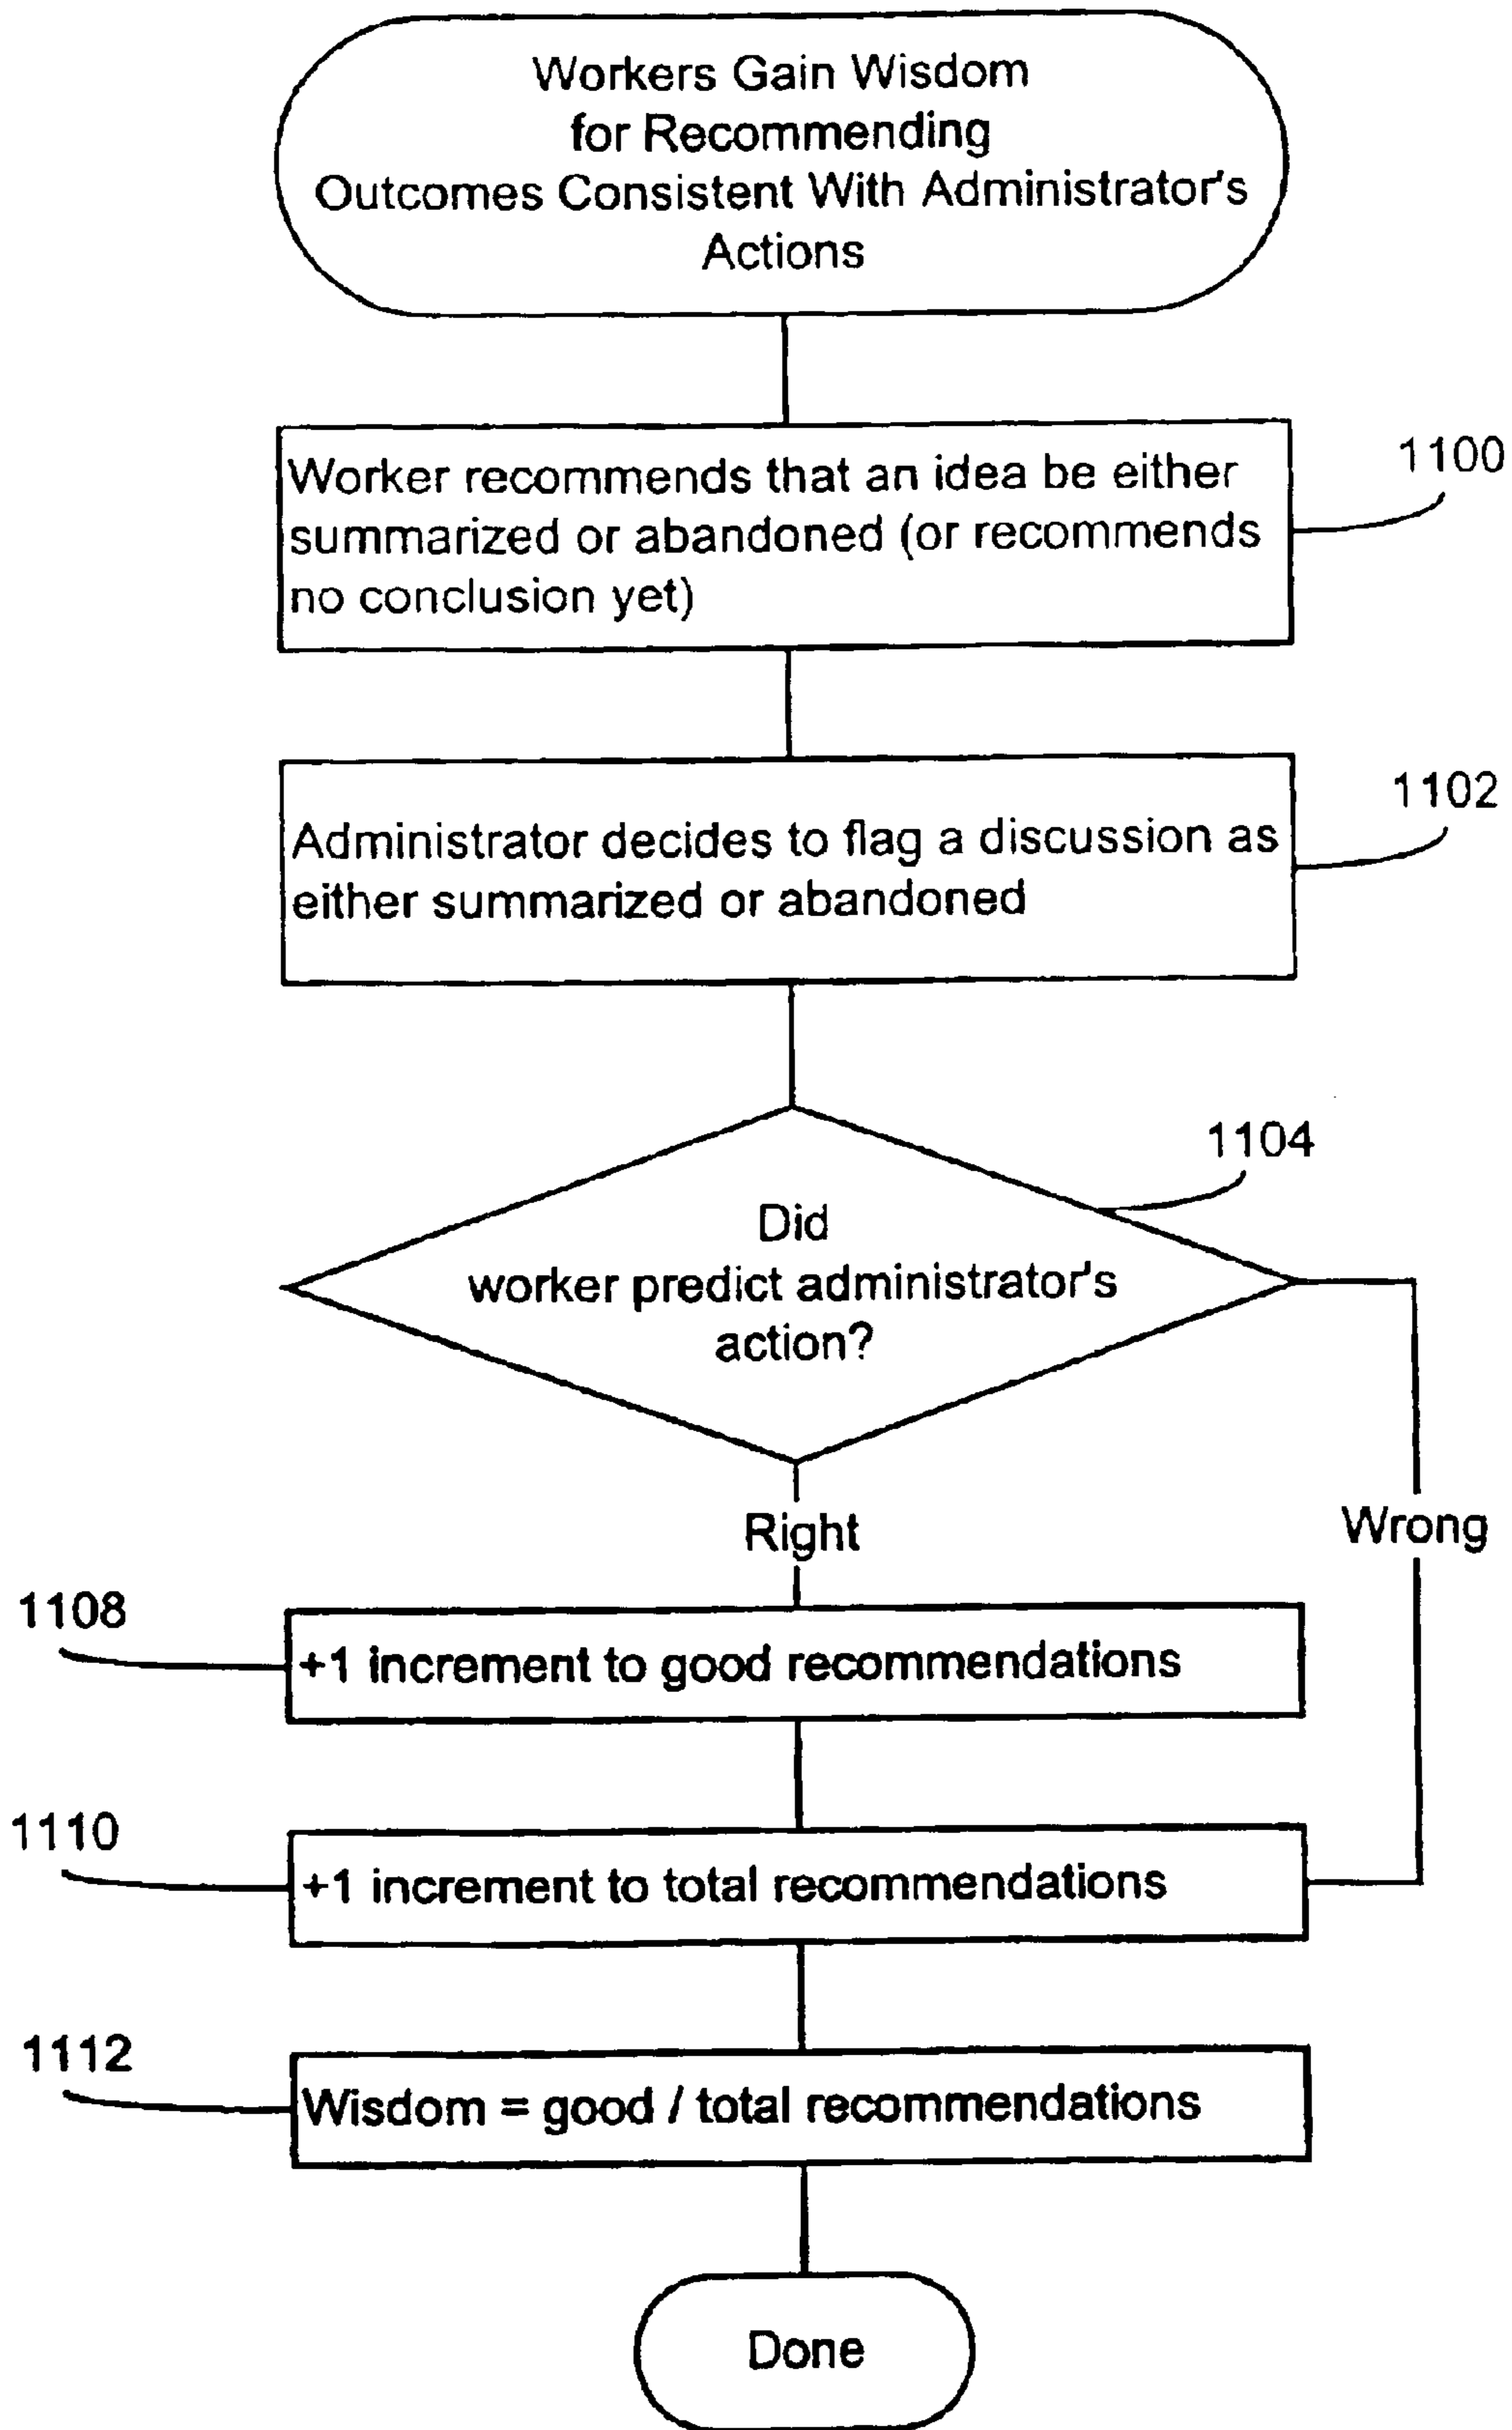 Workers Gain Wisdom
for Recommending
Outcomes Consistent With Administrator's
Actions
1100
Worker recommends that an idea be either
summarized or abandoned (or recommends
no conclusion yet)
1102
Administrator decides to flag a discussion as
either summarized or abandoned
1104
Did
worker predict administrator's
action?
Right
Wrong
1108
+1 increment to good recommendations
1110
+1 increment to total recommendations
1112
Wisdom = good / total recommendations
Done